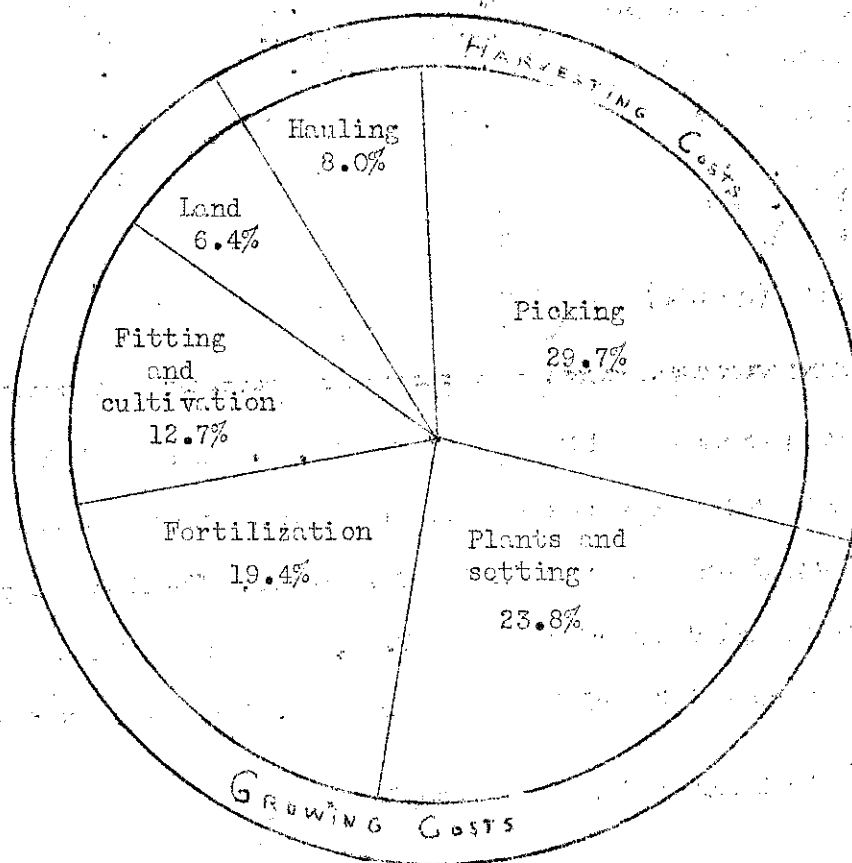 HARVESTING COSTS
Hauling
8.0%
Land
6.4%
Picking
29.7%
Fitting
and
cultivation
12.7%
Fortilization
19.4%
Plants and
sotting
23.8%
GROWING COSTS